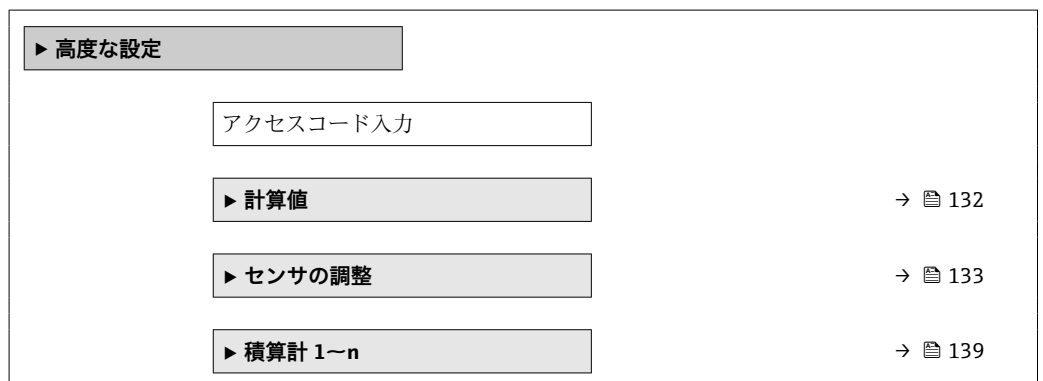 ▶ 高度な設定
アクセスコード入力
▶ 計算値 → 132
▶ センサの調整 → 133
▶ 積算計 1～n → 139